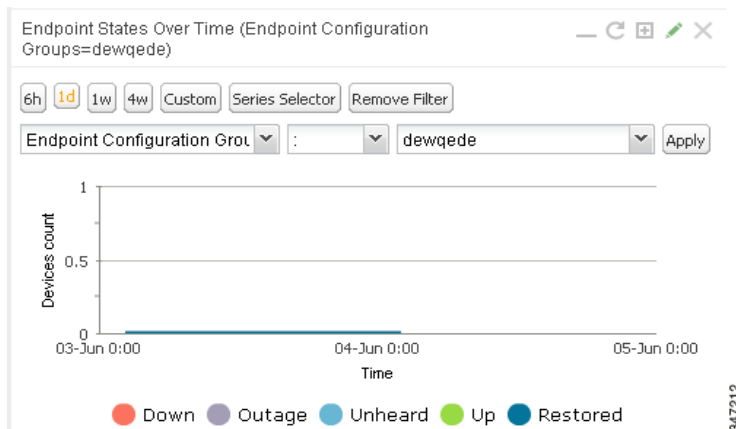 Endpoint States Over Time (Endpoint Configuration
Groups=dewqede)
6h 1d 1w 4w Custom Series Selector Remove Filter
Endpoint Configuration Grou : dewqede Apply
1
Devices count
0.5
0
03-Jun 0:00 04-Jun 0:00 05-Jun 0:00
Time
Down Outage Unheard Up Restored